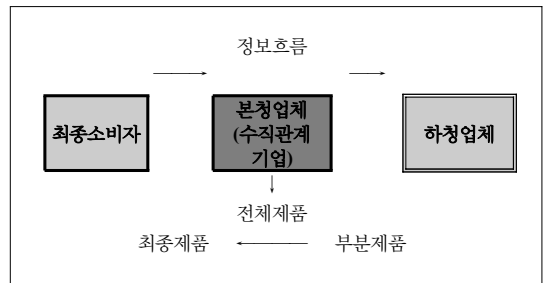 정보흐름
최종소비자
본청업체
(수직관계
기업)
하청업체
전체제품
최종제품
부분제품